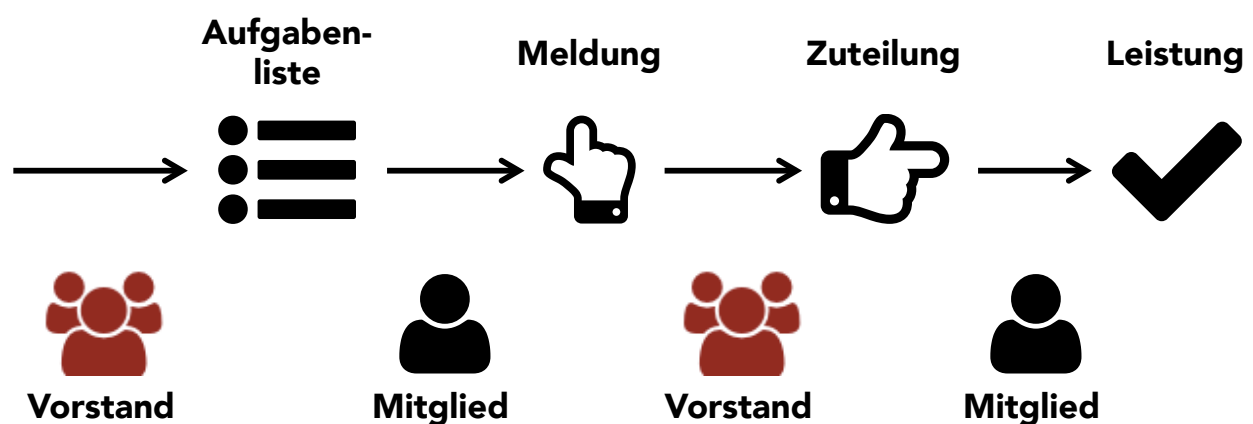 Aufgaben-
liste
Meldung
Zuteilung
Leistung
Vorstand
Mitglied
Vorstand
Mitglied